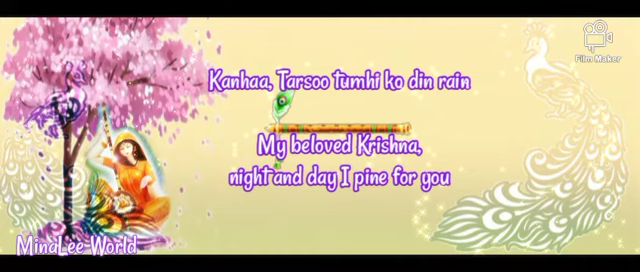 Film Maker
Kanhaa, Tarsoo tumhi ko din rain
My beloved Krishna,
night and day I pine for you
MinaLee World